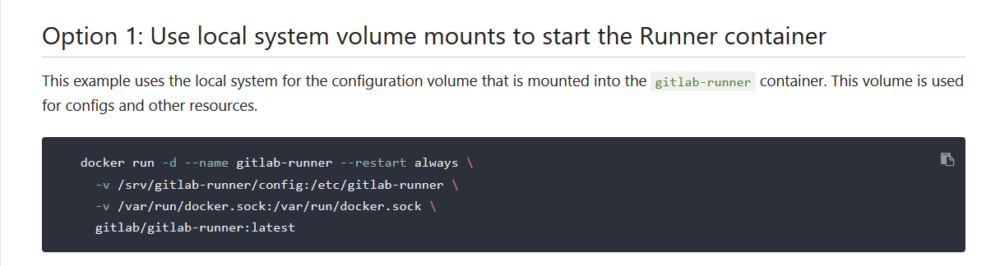 Option 1: Use local system volume mounts to start the Runner container
This example uses the local system for the configuration volume that is mounted into the gitlab-runner container. This volume is used
for configs and other resources.
docker run -d --name gitlab-runner --restart always \
-v /srv/gitlab-runner/config:/etc/gitlab-runner \
-v /var/run/docker.sock:/var/run/docker.sock \
gitlab/gitlab-runner:latest